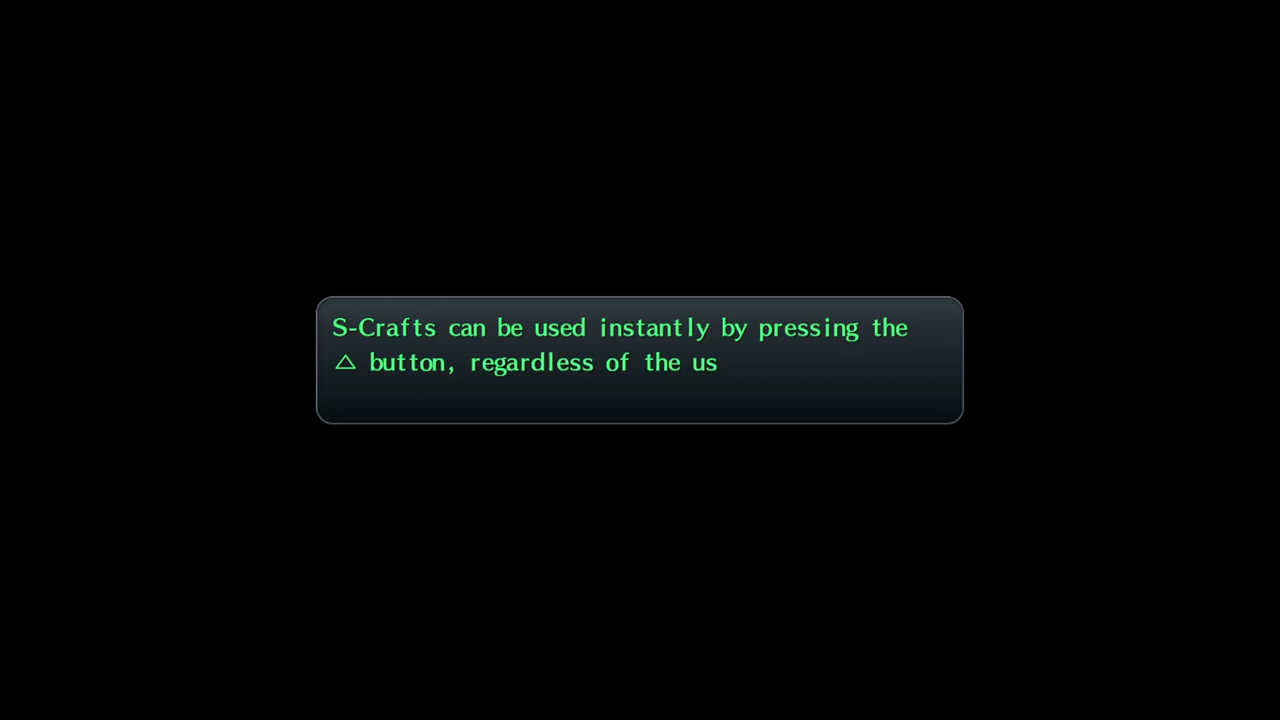 S-Crafts can be used instantly by pressing the
△ button, regardless of the us